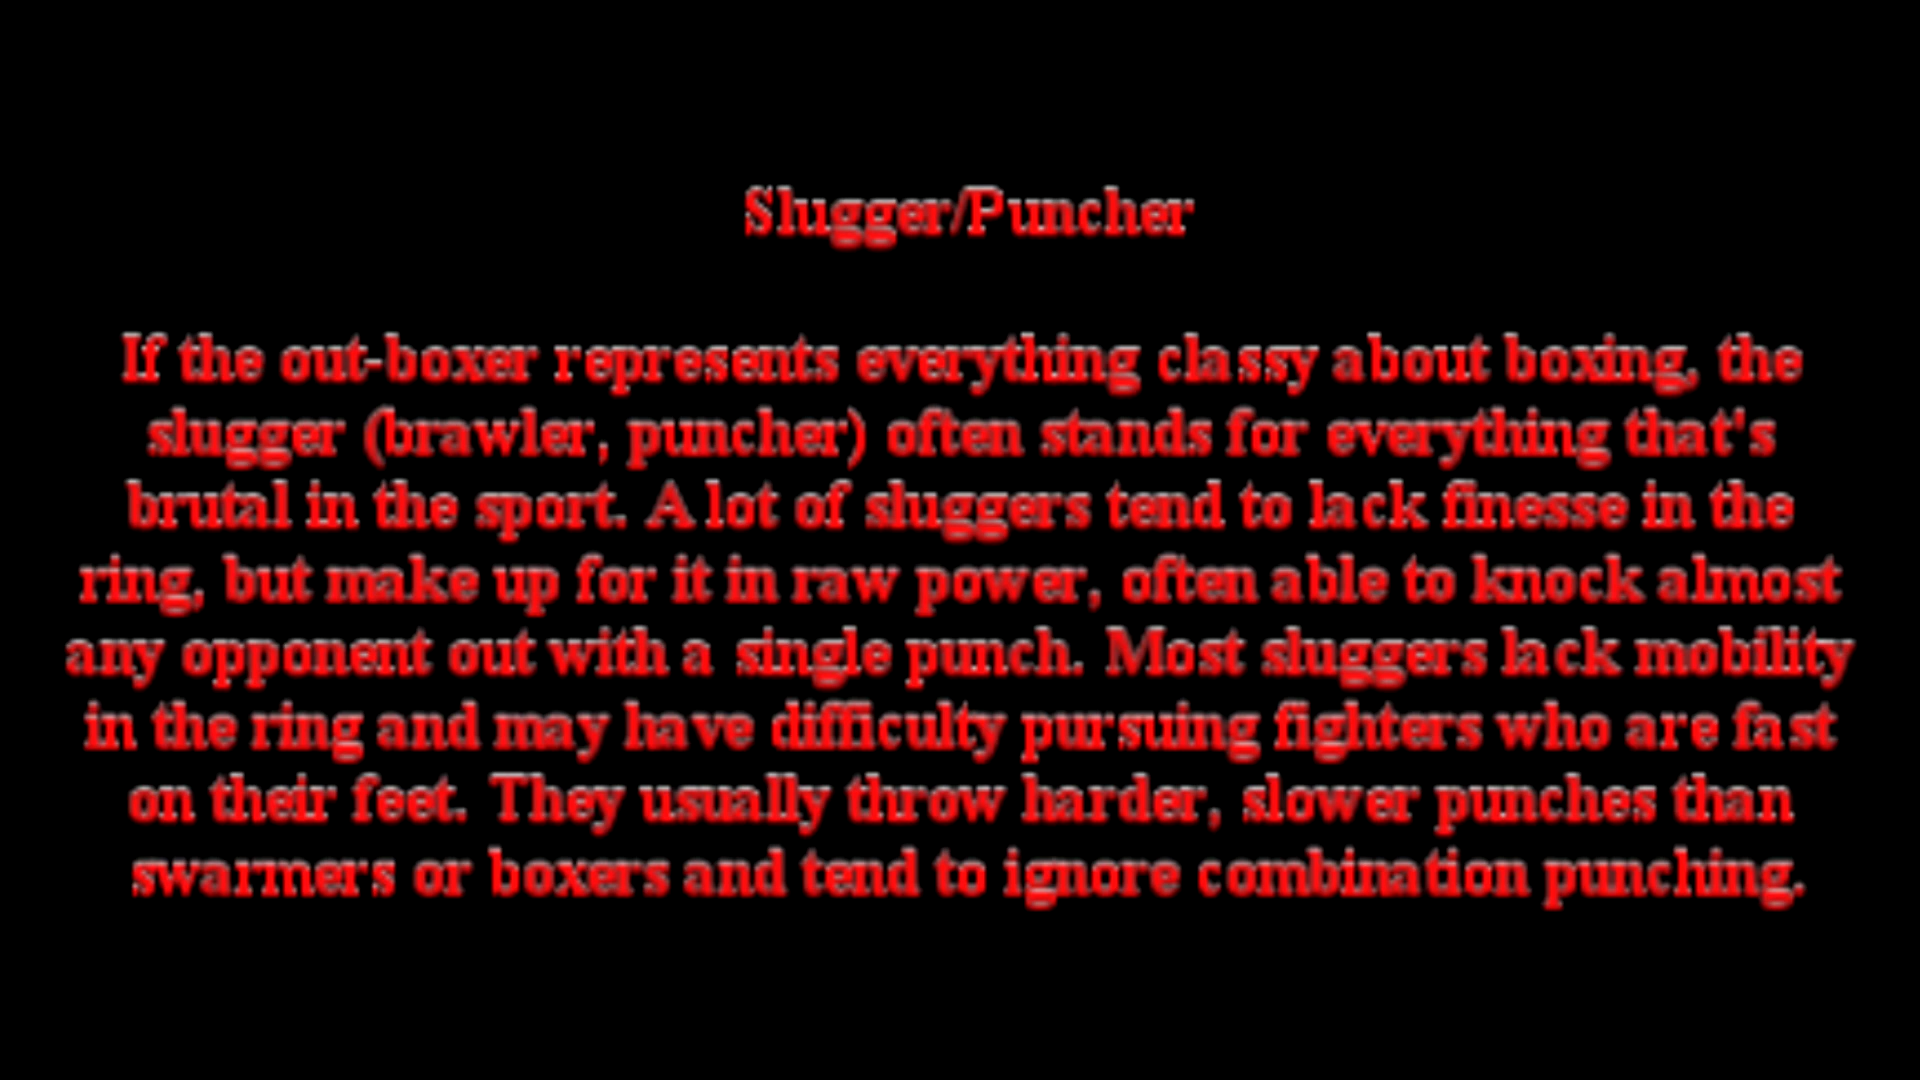 Slugger/Puncher
If the out-boxer represents everything classy about boxing, the
slugger (brawler, puncher) often stands for everything that's
brutal in the sport. A lot of sluggers tend to lack finesse in the
ring, but make up for it in raw power, often able to knock almost
any opponent out with a single punch. Most sluggers lack mobility
in the ring and may have difficulty pursuing fighters who are fast
on their feet. They usually throw harder, slower punches than
swarmers or boxers and tend to ignore combination punching.